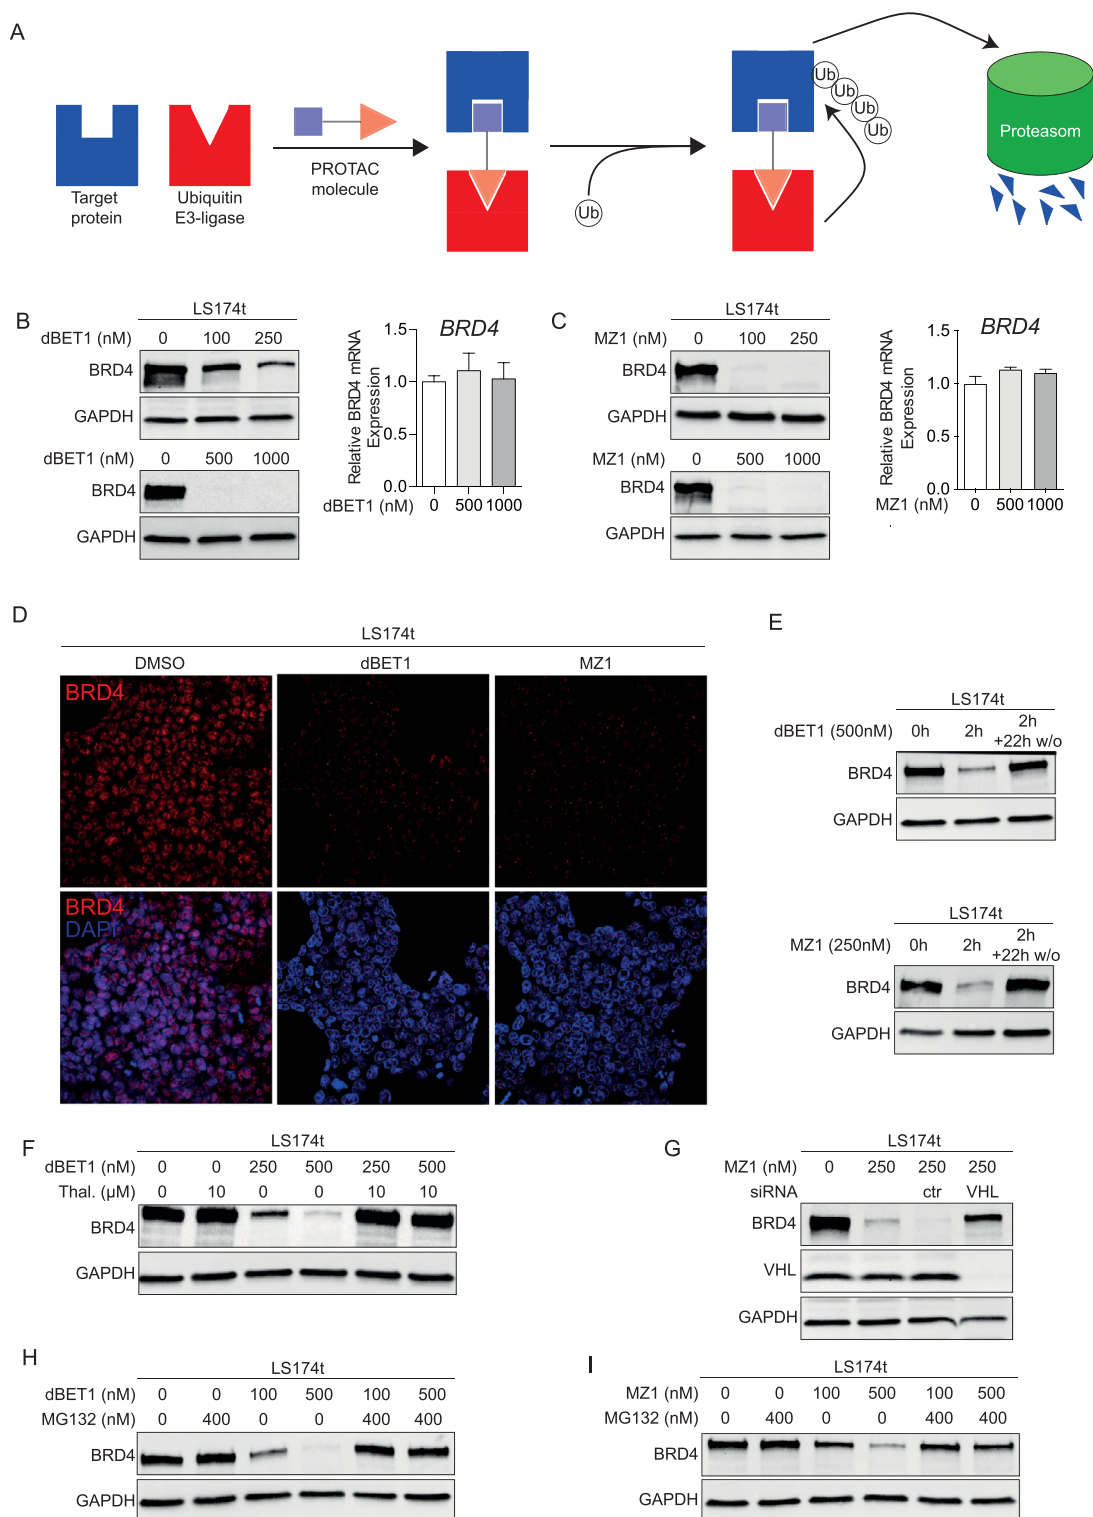 A
Target
protein
Ubiquitin
E3-ligase
PROTAC
molecule
Ub
Ub
Ub
Ub
Ub
Proteasom
B
LS174t
dBET1 (nM) 0 100 250
BRD4
GAPDH
dBET1 (nM) 0 500 1000
BRD4
GAPDH
BRD4
Relative BRD4 mRNA
Expression
1.5
1.0
0.5
0.0
dBET1 (nM) 0 500 1000
C
LS174t
MZ1 (nM) 0 100 250
BRD4
GAPDH
MZ1 (nM) 0 500 1000
BRD4
GAPDH
BRD4
Relative BRD4 mRNA
Expression
1.5
1.0
0.5
0.0
MZ1 (nM) 0 500 1000
D
LS174t
DMSO dBET1 MZ1
BRD4
BRD4
DAPI
E
LS174t
dBET1 (500nM) 0h 2h 2h
+22h w/o
BRD4
GAPDH
LS174t
MZ1 (250nM) 0h 2h 2h
+22h w/o
BRD4
GAPDH
F
LS174t
dBET1 (nM) 0 0 250 500 250 500
Thal. (µM) 0 10 0 0 10 10
BRD4
GAPDH
G
LS174t
MZ1 (nM) 0 250 250 250
siRNA ctr VHL
BRD4
VHL
GAPDH
H
LS174t
dBET1 (nM) 0 0 100 500 100 500
MG132 (nM) 0 400 0 0 400 400
BRD4
GAPDH
I
LS174t
MZ1 (nM) 0 0 100 500 100 500
MG132 (nM) 0 400 0 0 400 400
BRD4
GAPDH